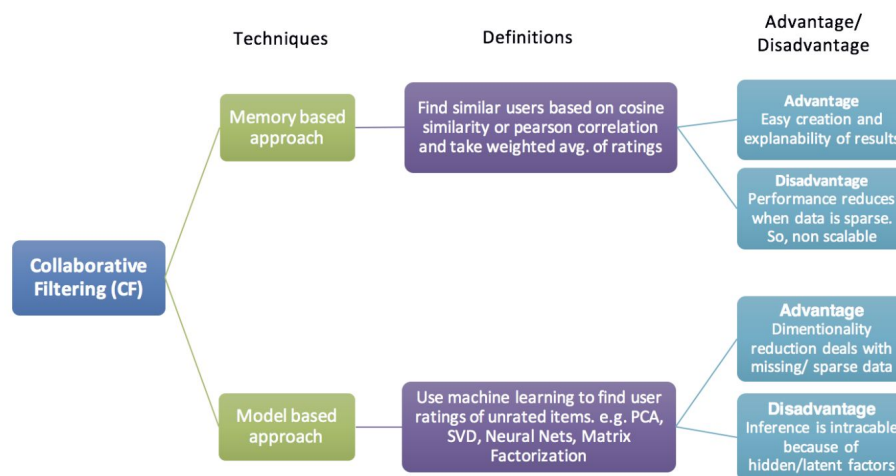 Techniques
Definitions
Advantage/
Disadvantage
Memory based
approach
Find similar users based on cosine
similarity or pearson correlation
and take weighted avg. of ratings
Advantage
Easy creation and
explanability of results
Disadvantage
Performance reduces
when data is sparse.
So, non scalable
Collaborative
Filtering (CF)
Model based
approach
Use machine learning to find user
ratings of unrated items. e.g. PCA,
SVD, Neural Nets, Matrix
Factorization
Advantage
Dimentionality
reduction deals with
missing/ sparse data
Disadvantage
Inference is intracable
because of
hidden/latent factors